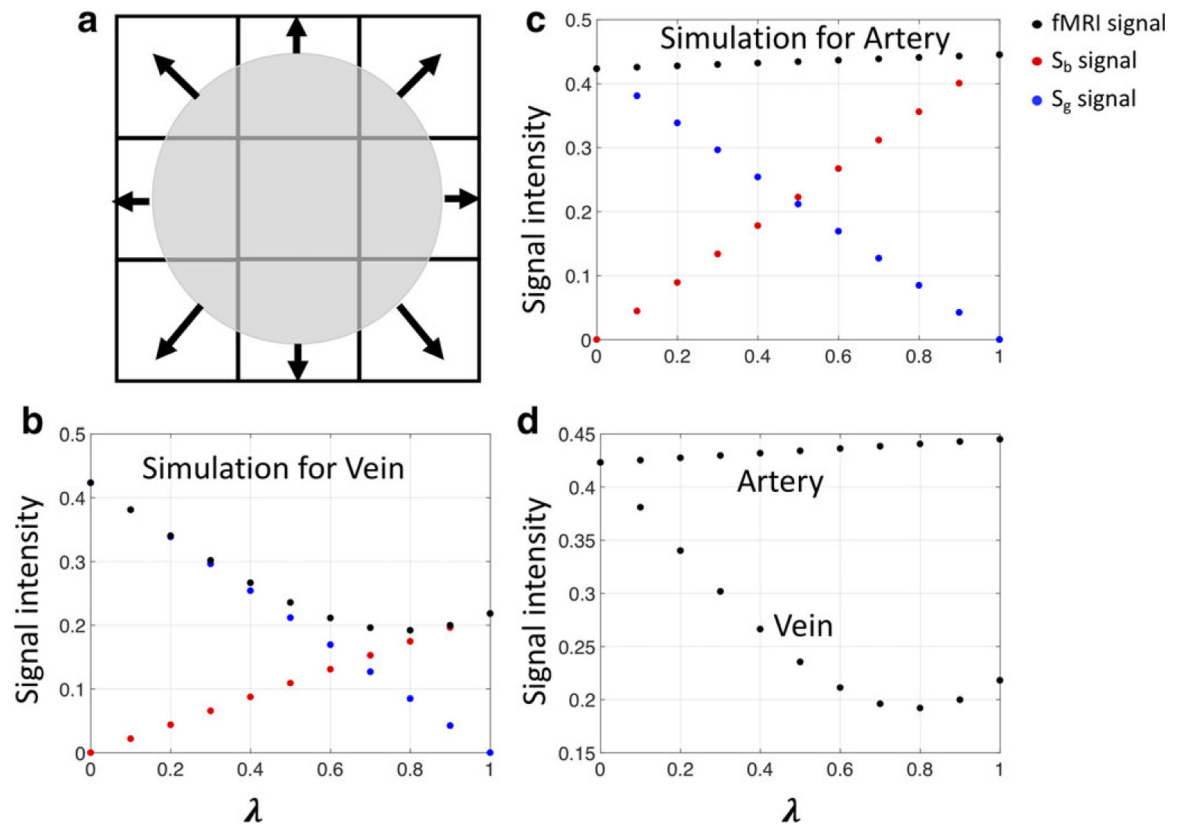 a
c
0.5
0.4
0.3
0.2
0.1
0
Signal intensity
Simulation for Artery
0 0.2 0.4 0.6 0.8 1
fMRI signal
S_b signal
S_g signal
b
0.5
0.4
0.3
0.2
0.1
0
Signal intensity
Simulation for Vein
0 0.2 0.4 0.6 0.8 1
λ
d
0.45
0.4
0.35
0.3
0.25
0.2
0.15
Signal intensity
Artery
Vein
0 0.2 0.4 0.6 0.8 1
λ